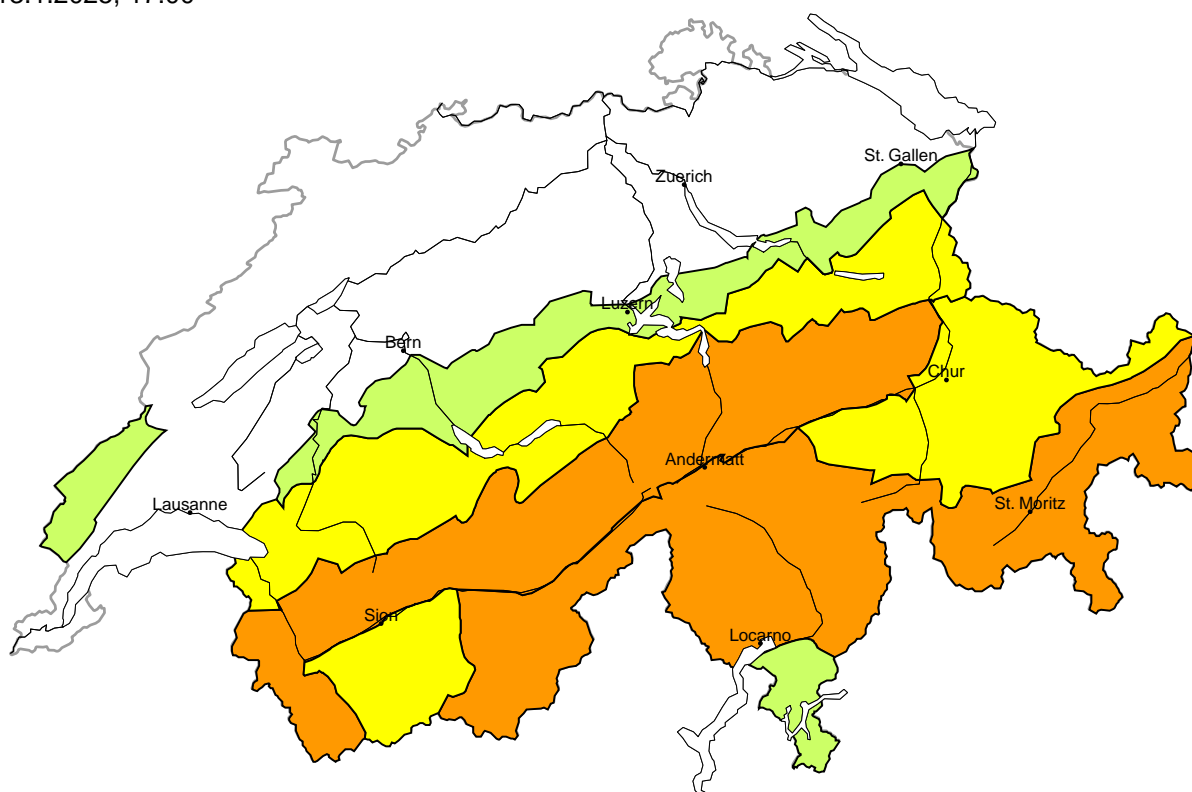 St. Gallen
Zuerich
Luzern
Bern
Chur
Andermatt
Lausanne
St. Moritz
Sion
Locarno